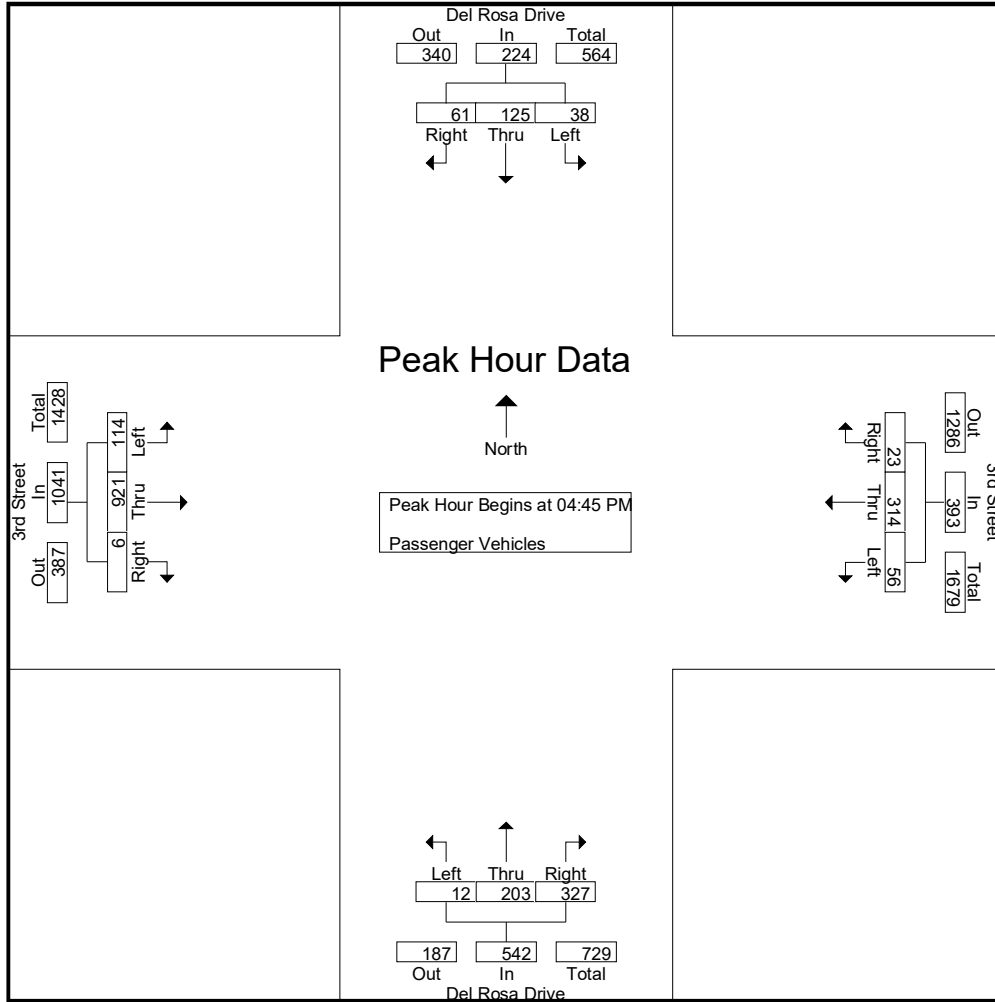 Del Rosa Drive
Out In Total
340 224 564
61 125 38
Right Thru Left
Peak Hour Data
North
Peak Hour Begins at 04:45 PM
Passenger Vehicles
3rd Street
Total In Out
1428 1041 387
114 921 6
Left Thru Right
3rd Street
Out In Total
1286 393 1679
23 314 56
Right Thru Left
Left Thru Right
12 203 327
187 542 729
Out In Total
Del Rosa Drive